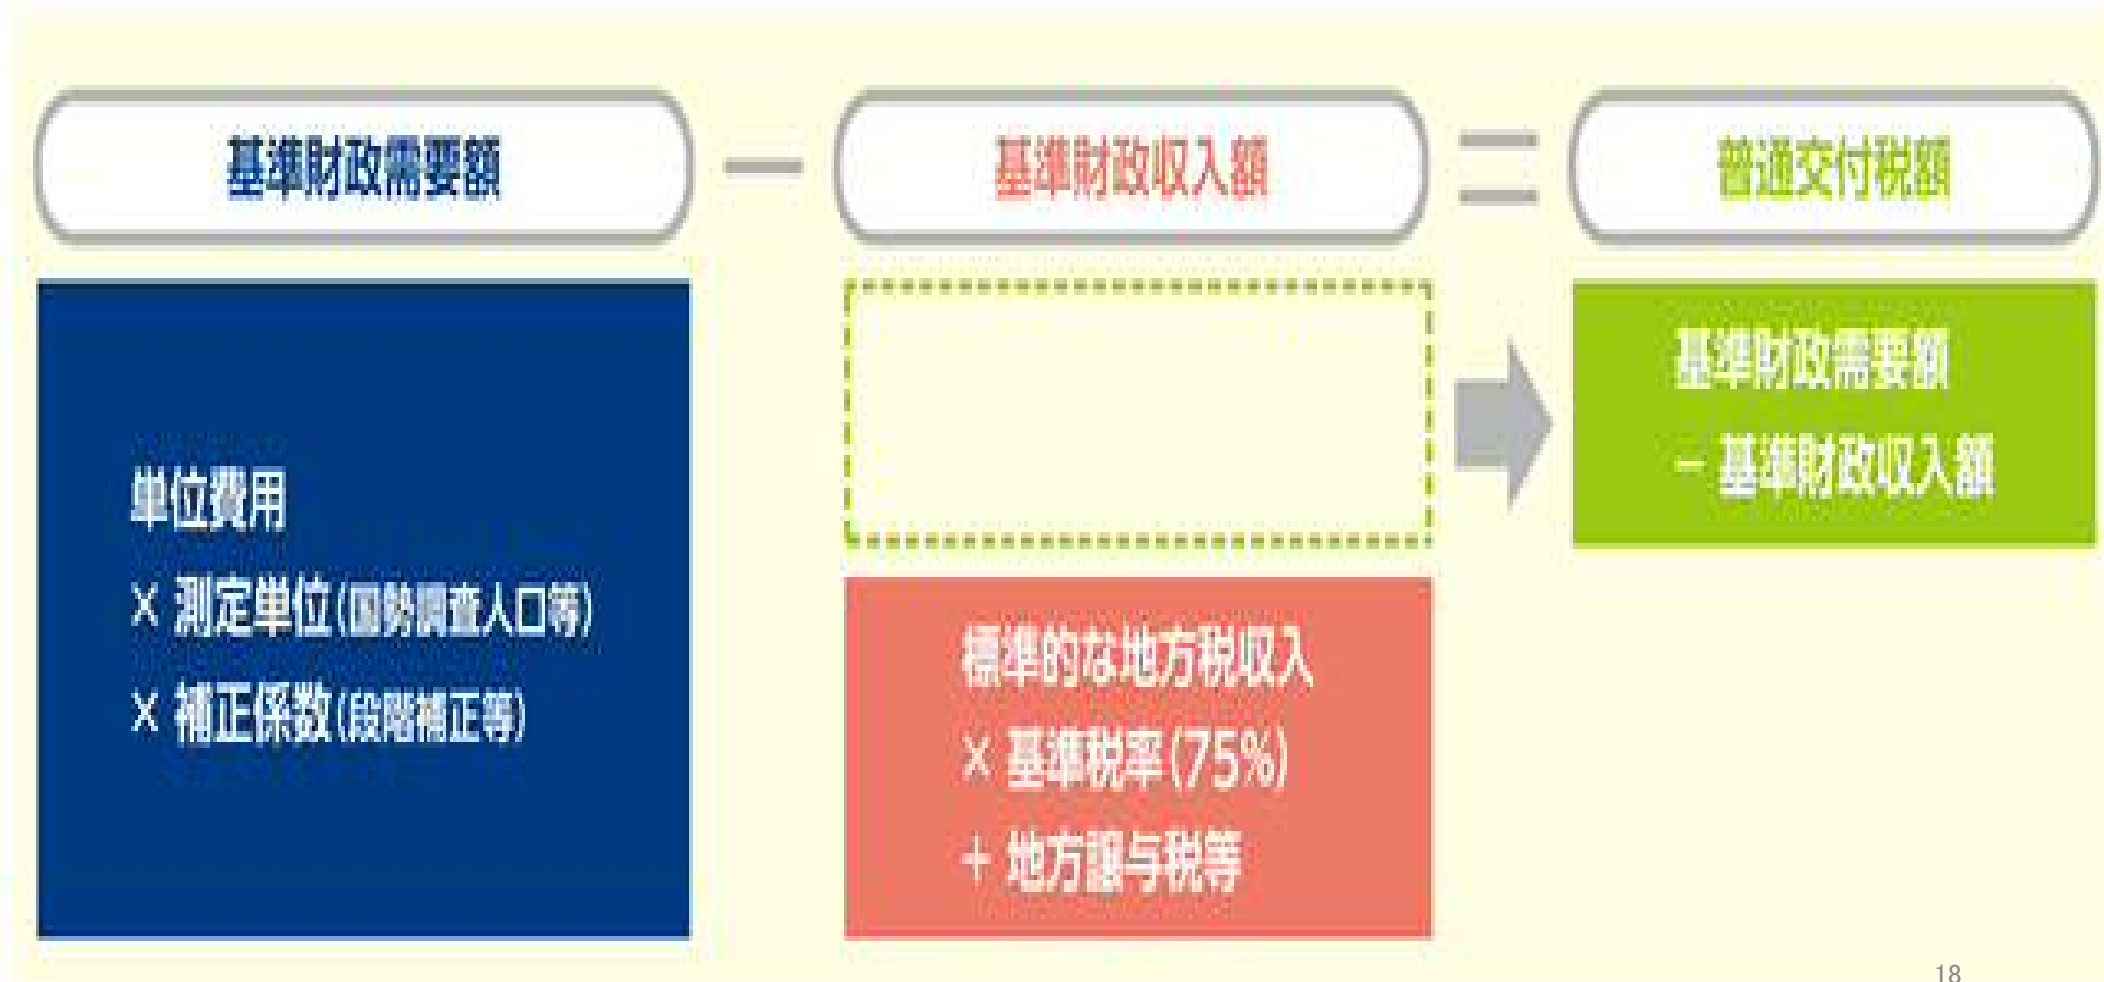 基準財政需要額
－
基準財政収入額
＝
普通交付税額
単位費用
× 測定単位(国勢調査人口等)
× 補正係数(段階補正等)
標準的な地方税収入
× 基準税率(75%)
＋ 地方譲与税等
基準財政需要額
－ 基準財政収入額
18